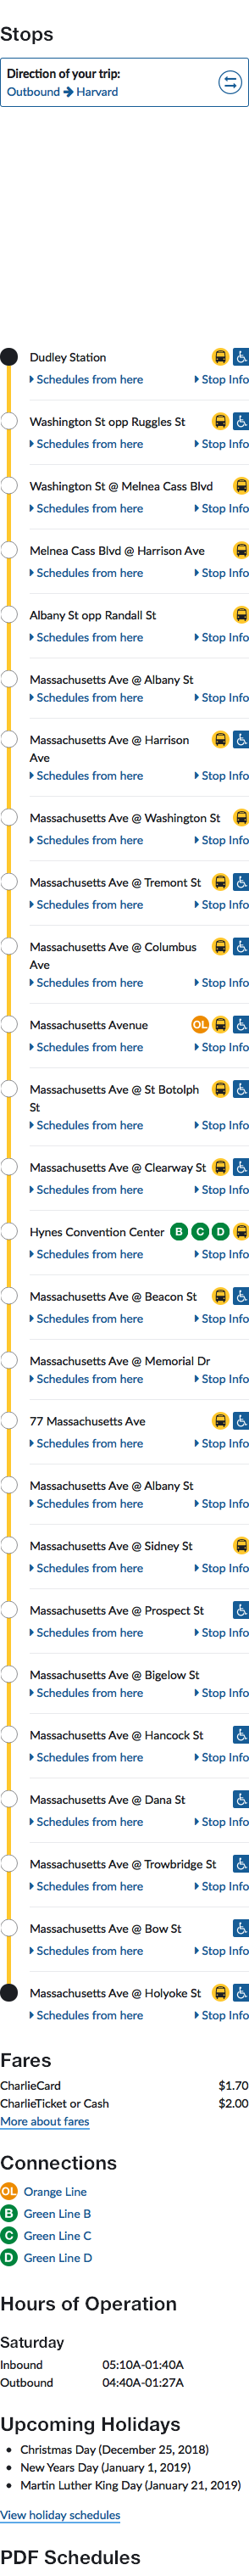 Stops
Direction of your trip:
Outbound → Harvard
Dudley Station
Schedules from here Stop Info
Washington St opp Ruggles St
Schedules from here Stop Info
Washington St @ Melnea Cass Blvd
Schedules from here Stop Info
Melnea Cass Blvd @ Harrison Ave
Schedules from here Stop Info
Albany St opp Randall St
Schedules from here Stop Info
Massachusetts Ave @ Albany St
Schedules from here Stop Info
Massachusetts Ave @ Harrison
Ave
Schedules from here Stop Info
Massachusetts Ave @ Washington St
Schedules from here Stop Info
Massachusetts Ave @ Tremont St
Schedules from here Stop Info
Massachusetts Ave @ Columbus
Ave
Schedules from here Stop Info
Massachusetts Avenue OL
Schedules from here Stop Info
Massachusetts Ave @ St Botolph
St
Schedules from here Stop Info
Massachusetts Ave @ Clearway St
Schedules from here Stop Info
Hynes Convention Center B C D
Schedules from here Stop Info
Massachusetts Ave @ Beacon St
Schedules from here Stop Info
Massachusetts Ave @ Memorial Dr
Schedules from here Stop Info
77 Massachusetts Ave
Schedules from here Stop Info
Massachusetts Ave @ Albany St
Schedules from here Stop Info
Massachusetts Ave @ Sidney St
Schedules from here Stop Info
Massachusetts Ave @ Prospect St
Schedules from here Stop Info
Massachusetts Ave @ Bigelow St
Schedules from here Stop Info
Massachusetts Ave @ Hancock St
Schedules from here Stop Info
Massachusetts Ave @ Dana St
Schedules from here Stop Info
Massachusetts Ave @ Trowbridge St
Schedules from here Stop Info
Massachusetts Ave @ Bow St
Schedules from here Stop Info
Massachusetts Ave @ Holyoke St
Schedules from here Stop Info
Fares
CharlieCard $1.70
CharlieTicket or Cash $2.00
More about fares
Connections
OL Orange Line
B Green Line B
C Green Line C
D Green Line D
Hours of Operation
Saturday
Inbound 05:10A-01:40A
Outbound 04:40A-01:27A
Upcoming Holidays
• Christmas Day (December 25, 2018)
• New Years Day (January 1, 2019)
• Martin Luther King Day (January 21, 2019)
View holiday schedules
PDF Schedules